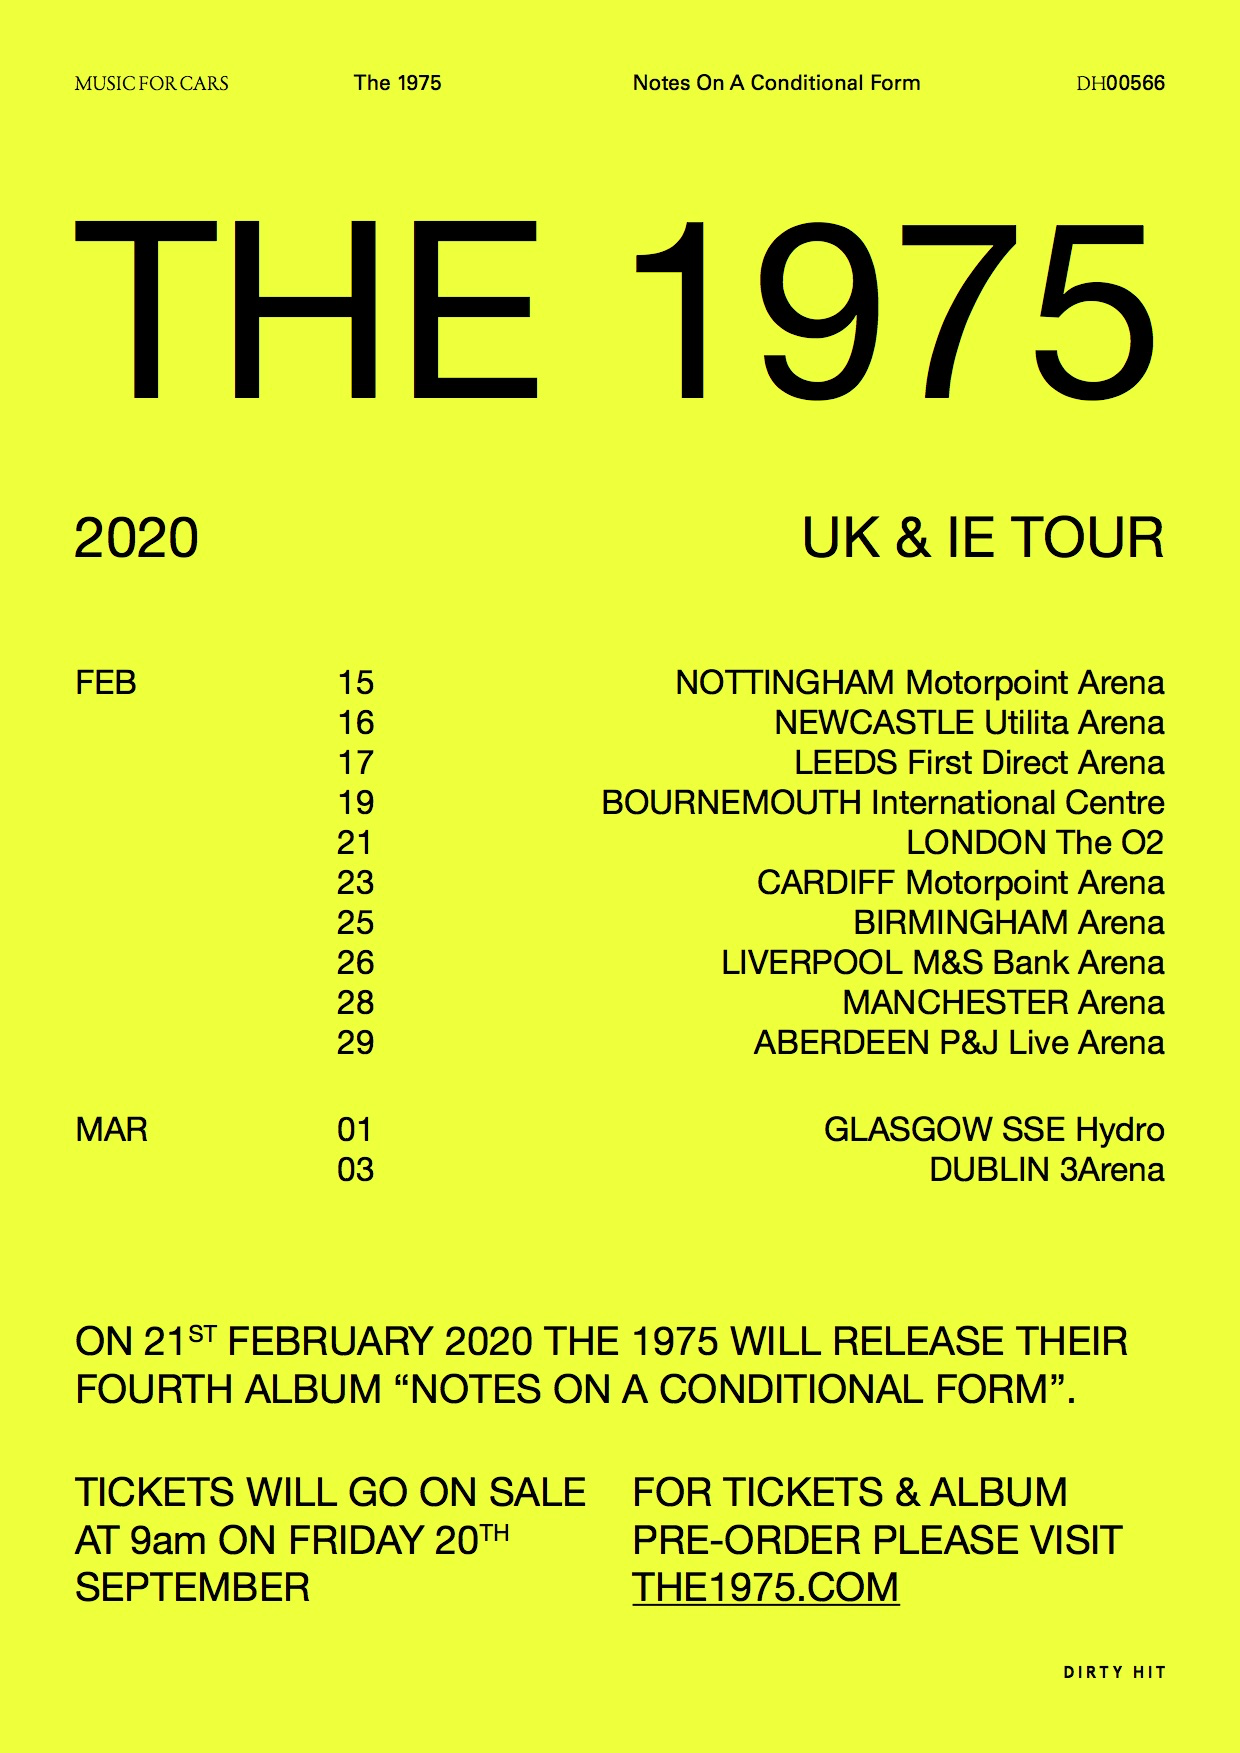 MUSIC FOR CARS The 1975 Notes On A Conditional Form DH00566
THE 1975
2020 UK & IE TOUR
FEB 15 NOTTINGHAM Motorpoint Arena
16 NEWCASTLE Utilita Arena
17 LEEDS First Direct Arena
19 BOURNEMOUTH International Centre
21 LONDON The O2
23 CARDIFF Motorpoint Arena
25 BIRMINGHAM Arena
26 LIVERPOOL M&S Bank Arena
28 MANCHESTER Arena
29 ABERDEEN P&J Live Arena
MAR 01 GLASGOW SSE Hydro
03 DUBLIN 3Arena
ON 21ST FEBRUARY 2020 THE 1975 WILL RELEASE THEIR
FOURTH ALBUM “NOTES ON A CONDITIONAL FORM”.
TICKETS WILL GO ON SALE
AT 9am ON FRIDAY 20TH
SEPTEMBER
FOR TICKETS & ALBUM
PRE-ORDER PLEASE VISIT
THE1975.COM
DIRTY HIT